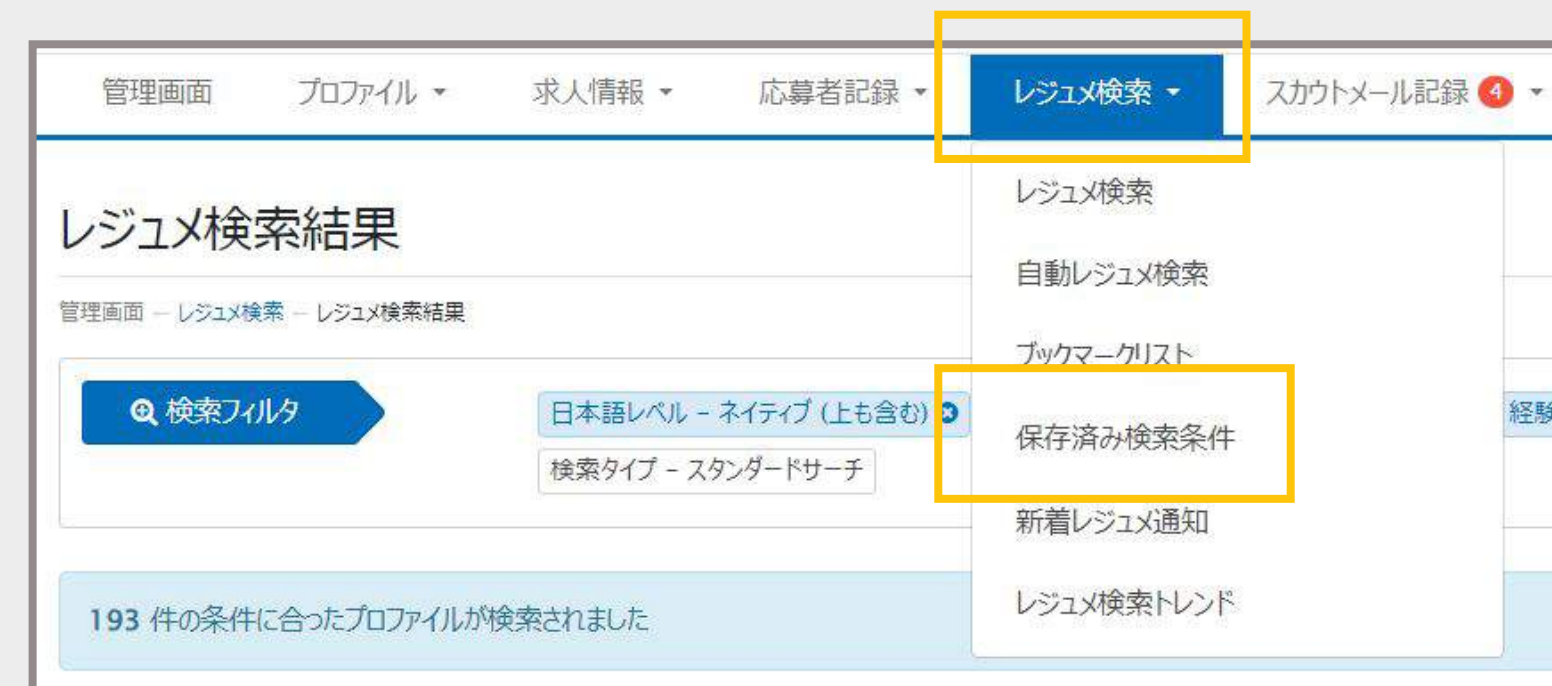 管理画面 プロファイル 求人情報 応募者記録 レジュメ検索 スカウトメール記録 4
レジュメ検索
自動レジュメ検索
ブックマークリスト
保存済み検索条件
新着レジュメ通知
レジュメ検索トレンド
レジュメ検索結果
管理画面 – レジュメ検索 – レジュメ検索結果
検索フィルタ 日本語レベル – ネイティブ (上も含む) 経験
検索タイプ – スタンダードサーチ
193 件の条件に合ったプロファイルが検索されました